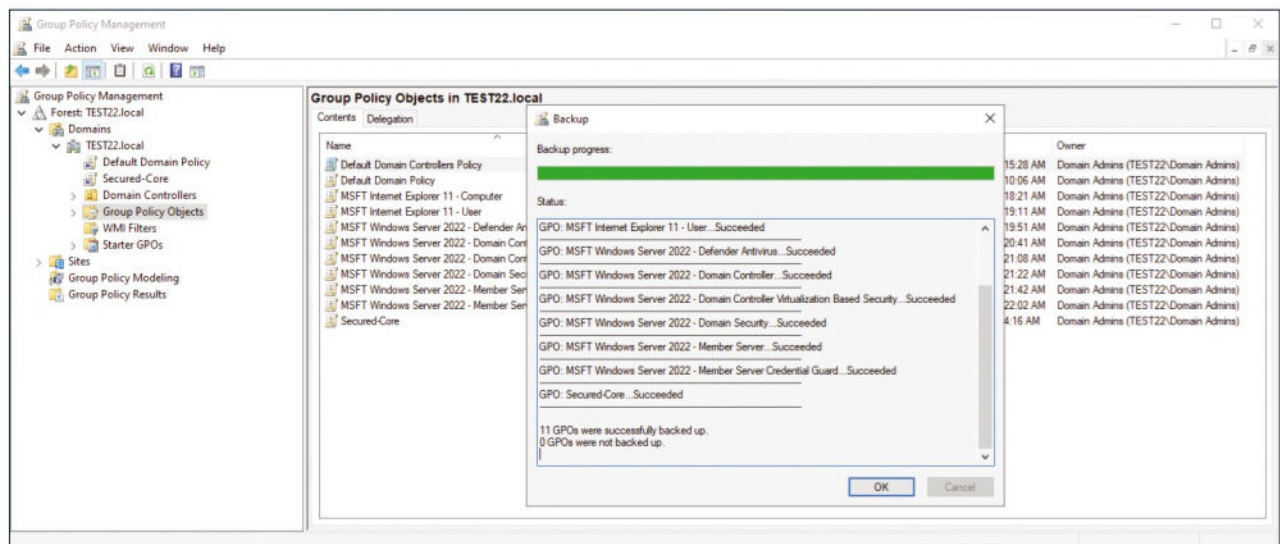 Group Policy Management
File Action View Window Help
Group Policy Management
Forest: TEST22.local
Domains
TEST22.local
Default Domain Policy
Secured-Core
Domain Controllers
Group Policy Objects
WMI Filters
Starter GPOs
Sites
Group Policy Modeling
Group Policy Results
Group Policy Objects in TEST22.local
Contents Delegation
Name
Default Domain Controllers Policy
Default Domain Policy
MSFT Internet Explorer 11 - Computer
MSFT Internet Explorer 11 - User
MSFT Windows Server 2022 - Defender An
MSFT Windows Server 2022 - Domain Cont
MSFT Windows Server 2022 - Domain Cont
MSFT Windows Server 2022 - Domain Secu
MSFT Windows Server 2022 - Member Serv
MSFT Windows Server 2022 - Member Serv
Secured-Core
Backup
Backup progress:
Status:
GPO: MSFT Internet Explorer 11 - User...Succeeded
GPO: MSFT Windows Server 2022 - Defender Antivirus...Succeeded
GPO: MSFT Windows Server 2022 - Domain Controller...Succeeded
GPO: MSFT Windows Server 2022 - Domain Controller Virtualization Based Security...Succeeded
GPO: MSFT Windows Server 2022 - Domain Security...Succeeded
GPO: MSFT Windows Server 2022 - Member Server...Succeeded
GPO: MSFT Windows Server 2022 - Member Server Credential Guard...Succeeded
GPO: Secured-Core...Succeeded
11 GPOs were successfully backed up.
0 GPOs were not backed up.
OK Cancel
Owner
15:28 AM Domain Admins (TEST22\Domain Admins)
10:06 AM Domain Admins (TEST22\Domain Admins)
18:21 AM Domain Admins (TEST22\Domain Admins)
19:11 AM Domain Admins (TEST22\Domain Admins)
19:51 AM Domain Admins (TEST22\Domain Admins)
20:41 AM Domain Admins (TEST22\Domain Admins)
21:08 AM Domain Admins (TEST22\Domain Admins)
21:22 AM Domain Admins (TEST22\Domain Admins)
21:42 AM Domain Admins (TEST22\Domain Admins)
22:02 AM Domain Admins (TEST22\Domain Admins)
4:16 AM Domain Admins (TEST22\Domain Admins)